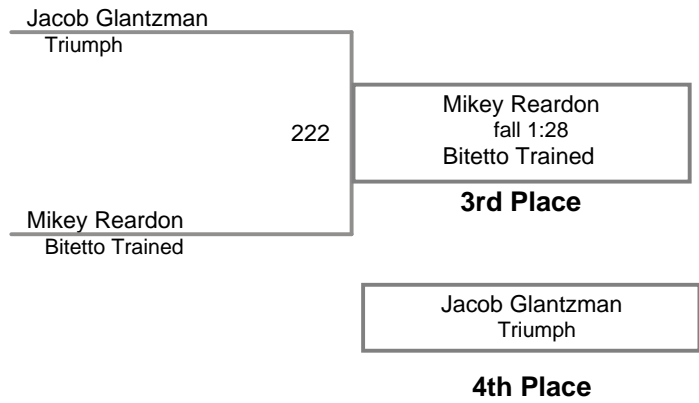 Jacob Glantzman
Triumph
222
Mikey Reardon
Bitetto Trained
Mikey Reardon
fall 1:28
Bitetto Trained
3rd Place
Jacob Glantzman
Triumph
4th Place